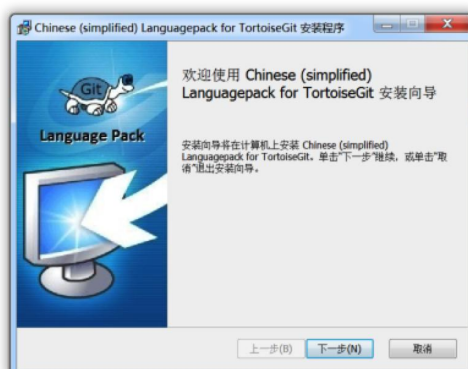 Chinese (simplified) Languagepack for TortoiseGit 安装程序
Git
Language Pack
欢迎使用 Chinese (simplified)
Languagepack for TortoiseGit 安装向导
安装向导将在计算机上安装 Chinese (simplified)
Languagepack for TortoiseGit。单击“下一步”继续，或单击“取
消”退出安装向导。
上一步(B) 下一步(N) 取消